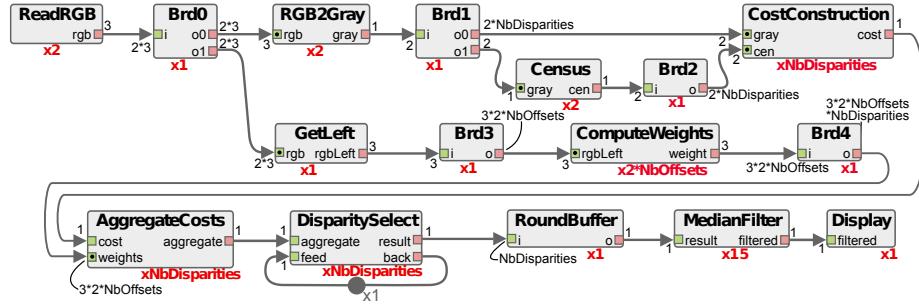 ReadRGB
rgb
3
x2
Brd0
2*3
i
o0
2*3
o1
x1
RGB2Gray
3
rgb
gray
1
x2
Brd1
2
i
o0
2*NbDisparities
o1
2
x1
CostConstruction
2
gray
cost
1
2
cen
xNbDisparities
Census
1
gray
cen
1
x2
Brd2
2
i
o
2*NbDisparities
x1
GetLeft
2*3
rgb
rgbLeft
3
x1
Brd3
3
i
o
3*2*NbOffsets
x1
ComputeWeights
3
rgbLeft
weight
3
x2*NbOffsets
Brd4
3*2*NbOffsets
*NbDisparities
3*2*NbOffsets
i
o
x1
AggregateCosts
1
cost
aggregate
1
weights
3*2*NbOffsets
xNbDisparities
DisparitySelect
1
aggregate
result
1
1
feed
back
1
xNbDisparities
x1
RoundBuffer
i
o
1
NbDisparities
x1
MedianFilter
1
result
filtered
1
x15
Display
1
filtered
x1